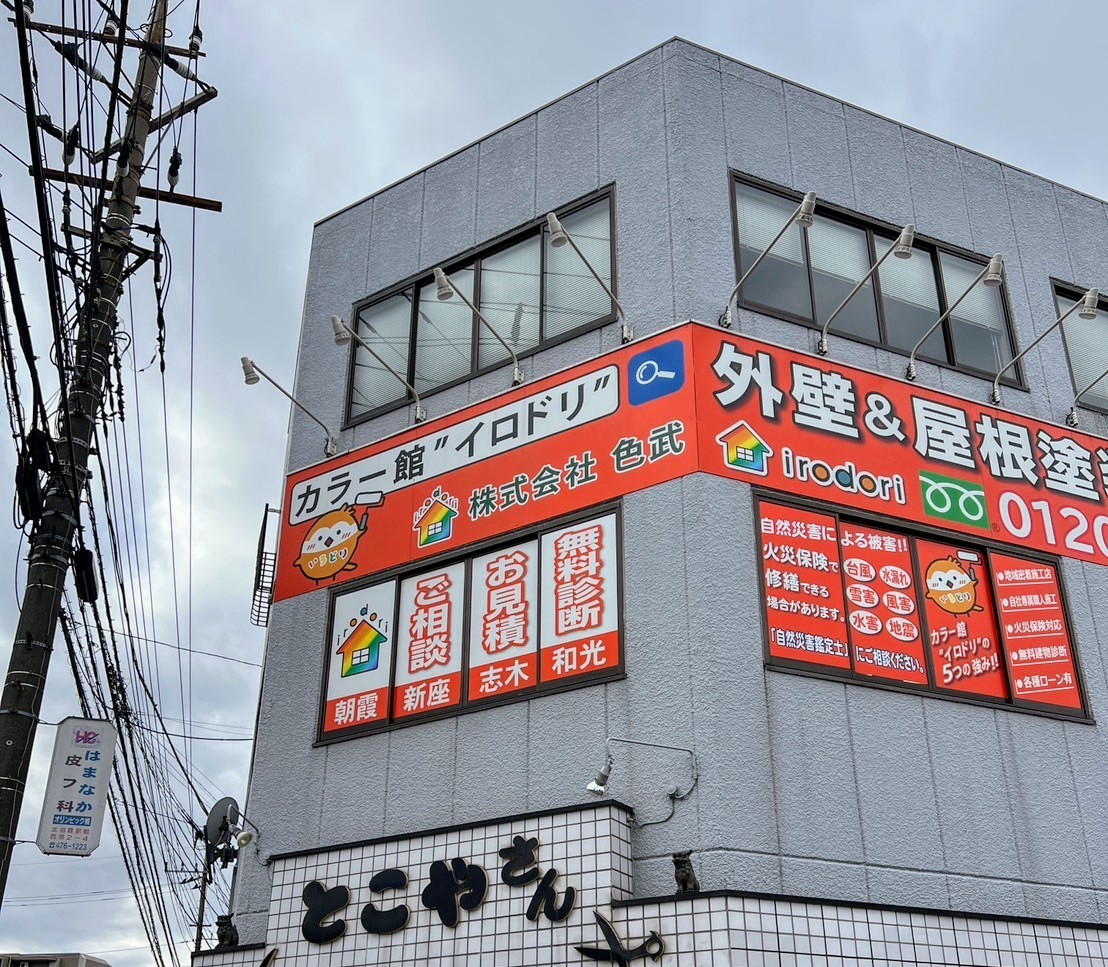 カラー館”イロドリ”
株式会社 色武
いろどり
外壁&屋根塗
irodori
0120
朝霞
ご相談
新座
お見積
志木
無料診断
和光
自然災害による被害!!
火災保険で
修繕できる
場合があります。
「自然災害鑑定士」にご相談ください。
台風
水漏れ
雪害
風害
水害
地震
いろどり
カラー館
"イロドリ"の
5つの強み!!
●地域密着施工店
●自社専属職人施工
●火災保険対応
●無料建物診断
●各種ローン有
はまなか
皮フ科
オリンピック横
☎476-1223
とこやさん